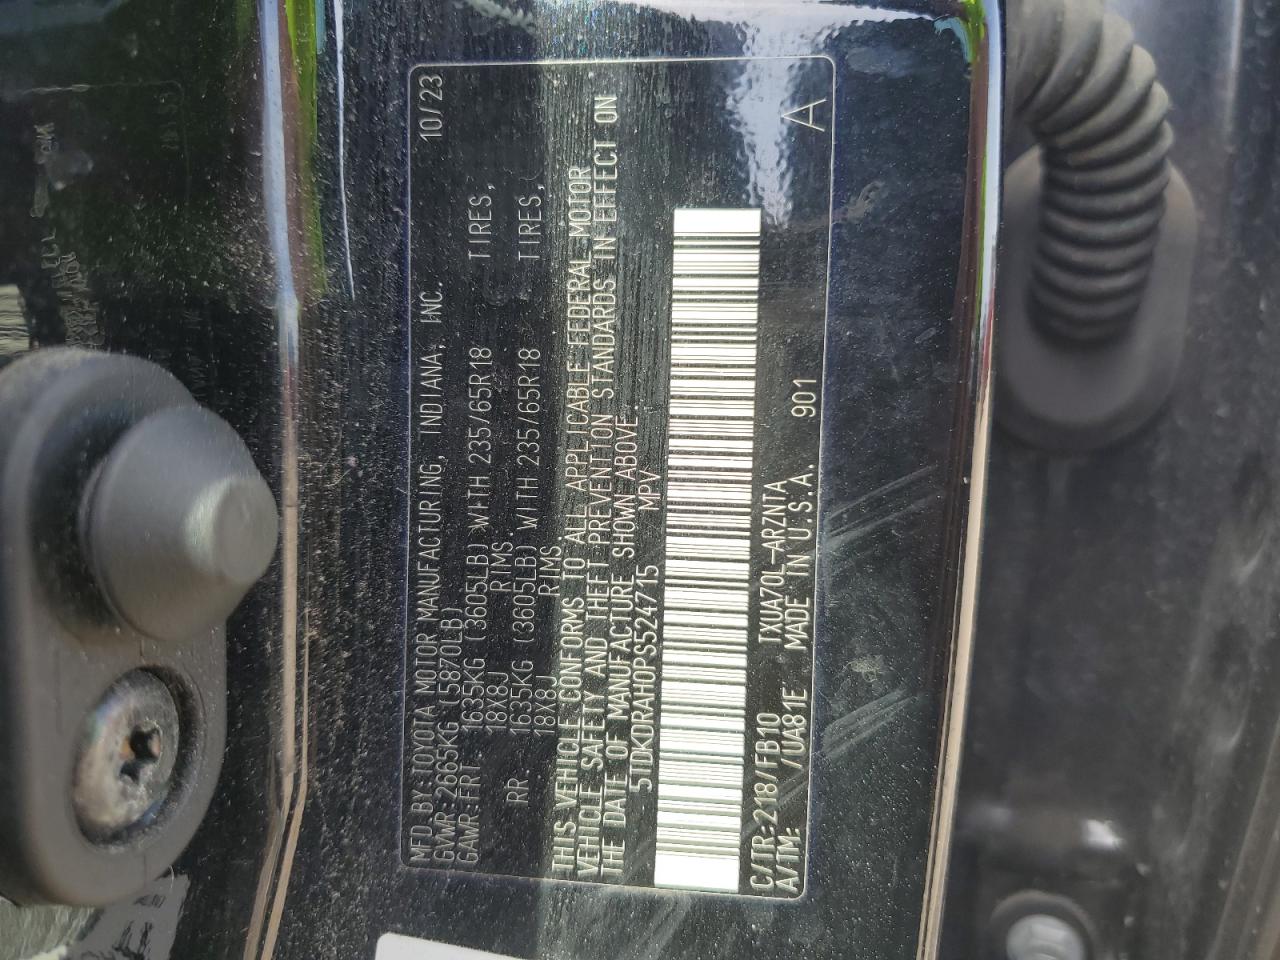 MFD.BY:TOYOTA MOTOR MANUFACTURING, INDIANA, INC. 10/23
GVWR:2665KG (5870LB)
GAWR:FRT. 1635KG (3605LB) WITH 235/65R18 TIRES,
18X8J RIMS.
RR 1635KG (3605LB) WITH 235/65R18 TIRES,
18X8J RIMS
THIS VEHICLE CONFORMS TO ALL APPLICABLE FEDERAL MOTOR
VEHICLE SAFETY AND THEFT PREVENTION STANDARDS IN EFFECT ON
THE DATE OF MANUFACTURE SHOWN ABOVE.
5TDKDRAH0PS524715 MPV
C/TR:218/FB10 TXUA70L-ARZNTA
A/TM: /UA81E MADE IN U.S.A. 901 A